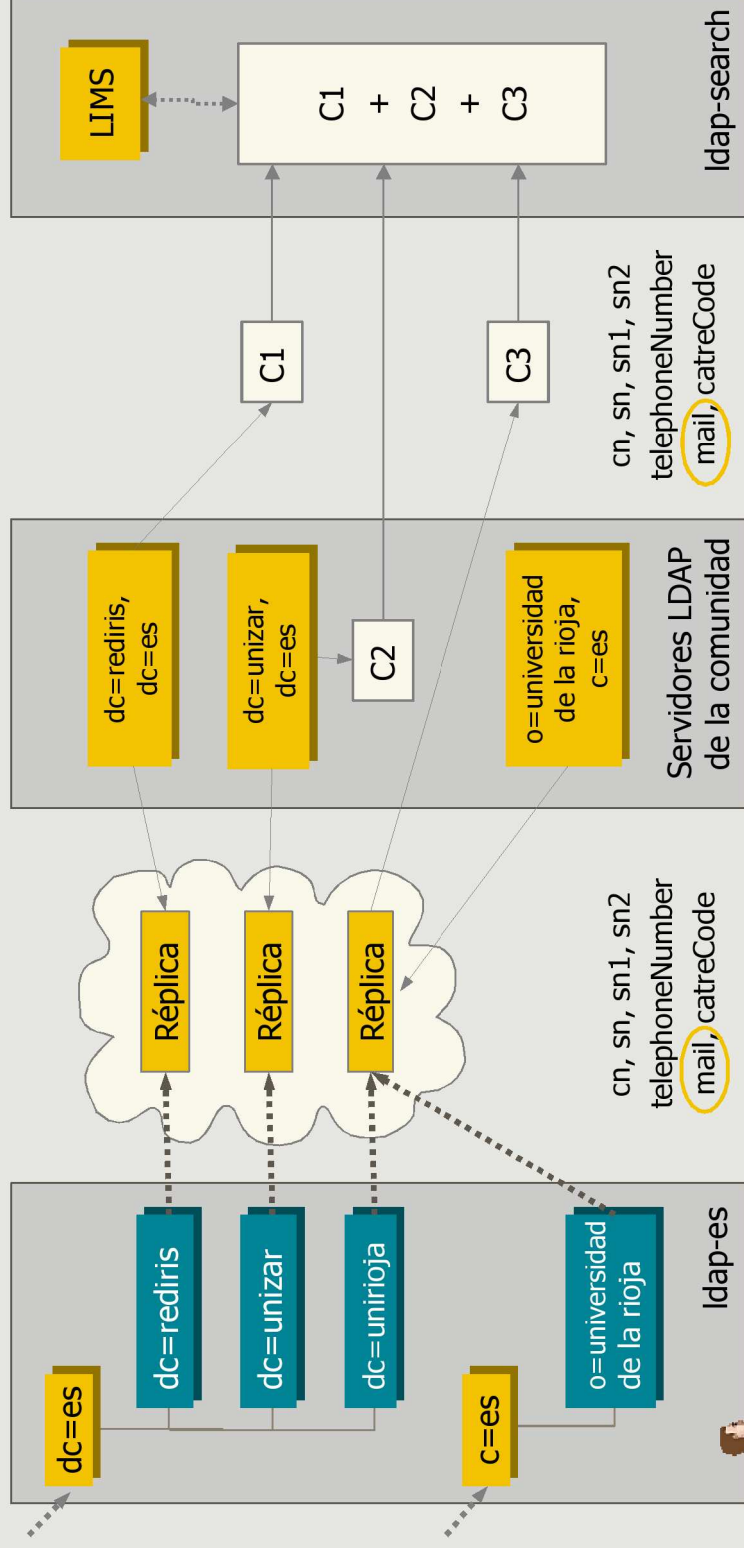 dc=es
dc=rediris
dc=unizar
dc=unirioja
c=es
o=universidad
de la rioja
ldap-es
Réplica
Réplica
Réplica
cn, sn, sn1, sn2
telephoneNumber
mail, catreCode
dc=rediris,
dc=es
dc=unizar,
dc=es
C2
o=universidad
de la rioja,
c=es
Servidores LDAP
de la comunidad
C1
C3
cn, sn, sn1, sn2
telephoneNumber
mail, catreCode
LIMS
C1
+
C2
+
C3
ldap-search